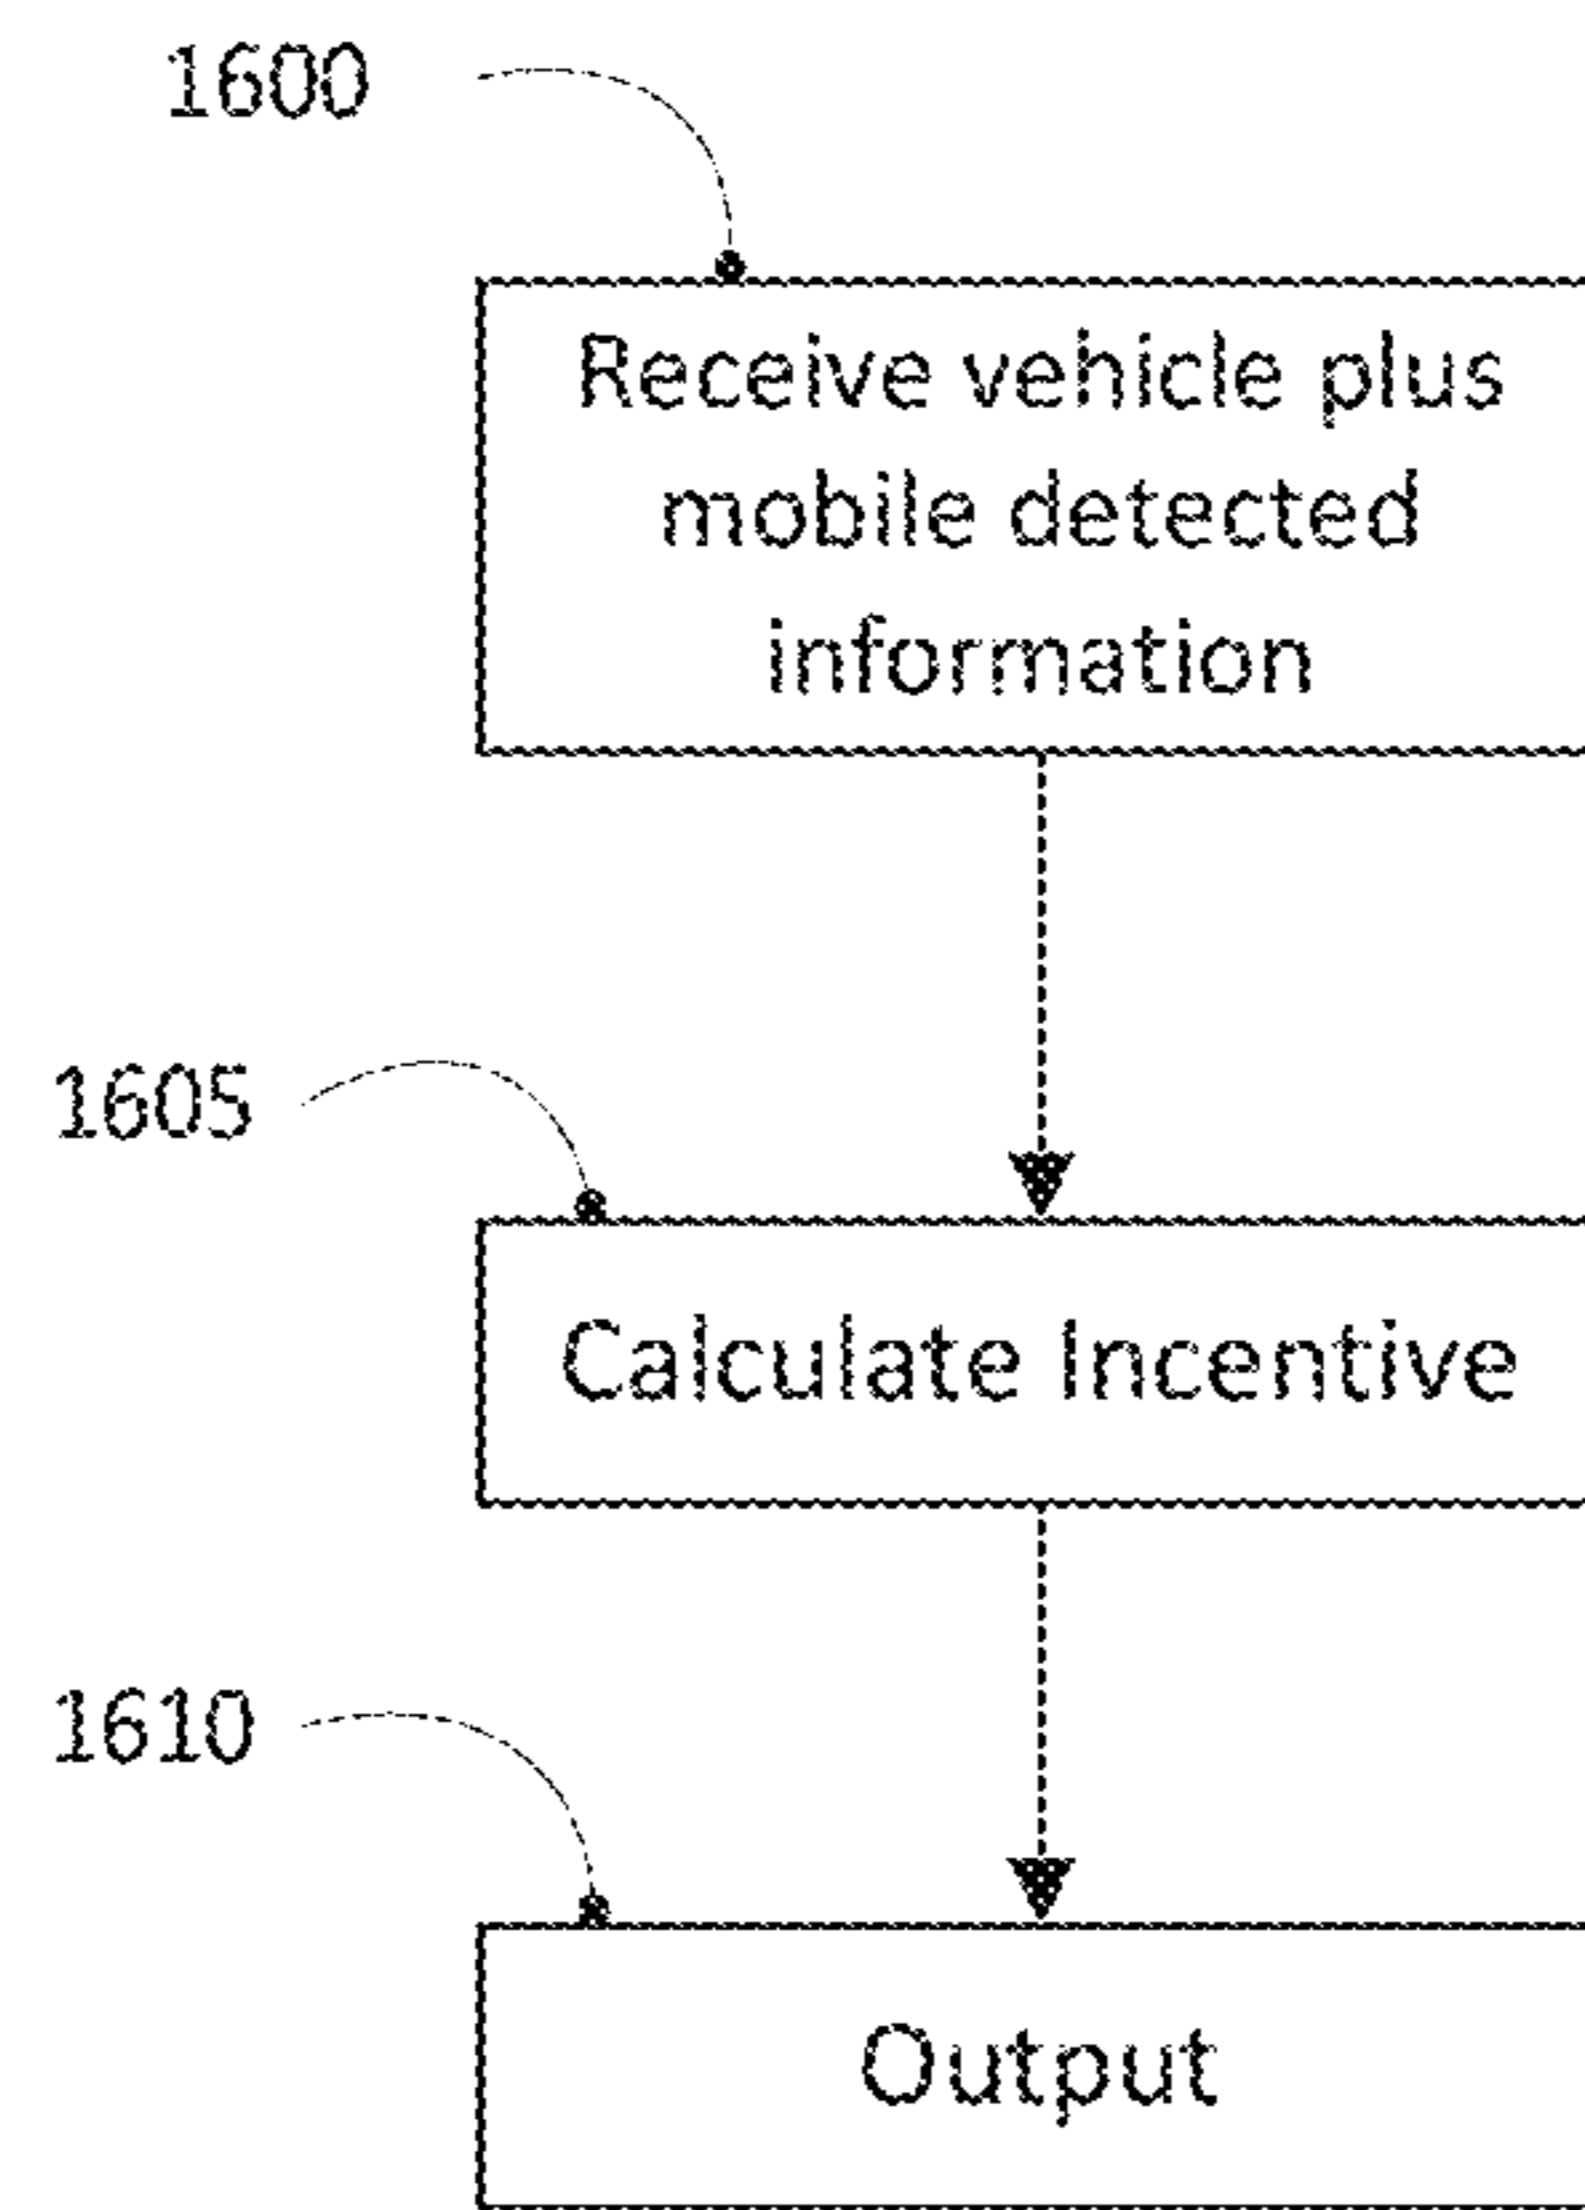 1600
Receive vehicle plus
mobile detected
information
1605
Calculate Incentive
1610
Output